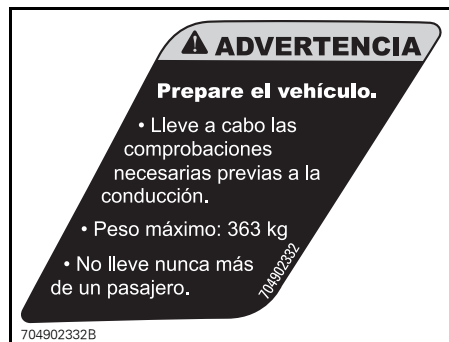 ⚠ ADVERTENCIA
Prepare el vehículo.
• Lleve a cabo las
comprobaciones
necesarias previas a la
conducción.
• Peso máximo: 363 kg
• No lleve nunca más
de un pasajero.
704902332
704902332B